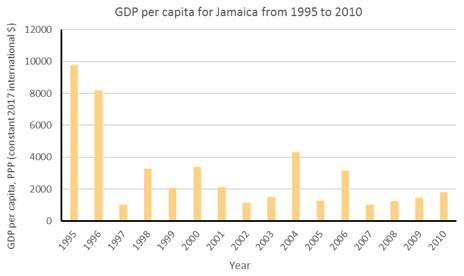 GDP per capita for Jamaica from 1995 to 2010
GDP per capita, PPP (constant 2017 international $)
12000
10000
8000
6000
4000
2000
0
1995 1996 1997 1998 1999 2000 2001 2002 2003 2004 2005 2006 2007 2008 2009 2010
Year